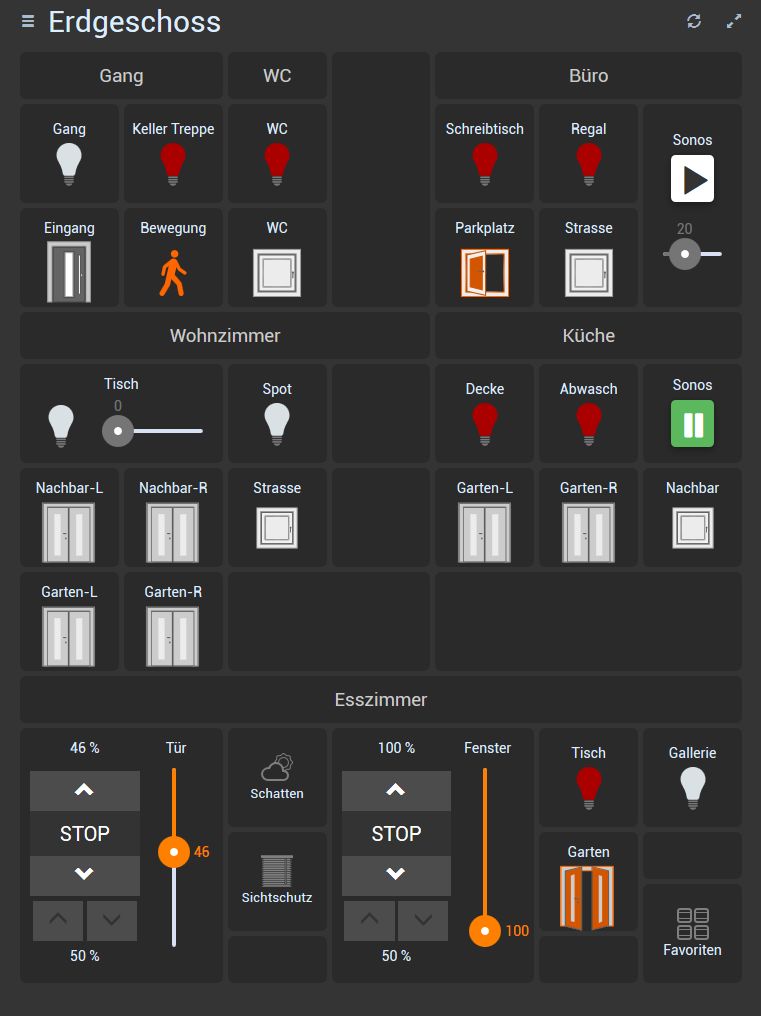 Erdgeschoss
Gang
WC
Büro
Gang
Keller Treppe
WC
Schreibtisch
Regal
Sonos
20
Eingang
Bewegung
WC
Parkplatz
Strasse
Wohnzimmer
Küche
Tisch
0
Spot
Decke
Abwasch
Sonos
Nachbar-L
Nachbar-R
Strasse
Garten-L
Garten-R
Nachbar
Garten-L
Garten-R
Esszimmer
46 %
Tür
STOP
46
50 %
Schatten
Sichtschutz
100 %
Fenster
STOP
100
50 %
Tisch
Gallerie
Garten
Favoriten